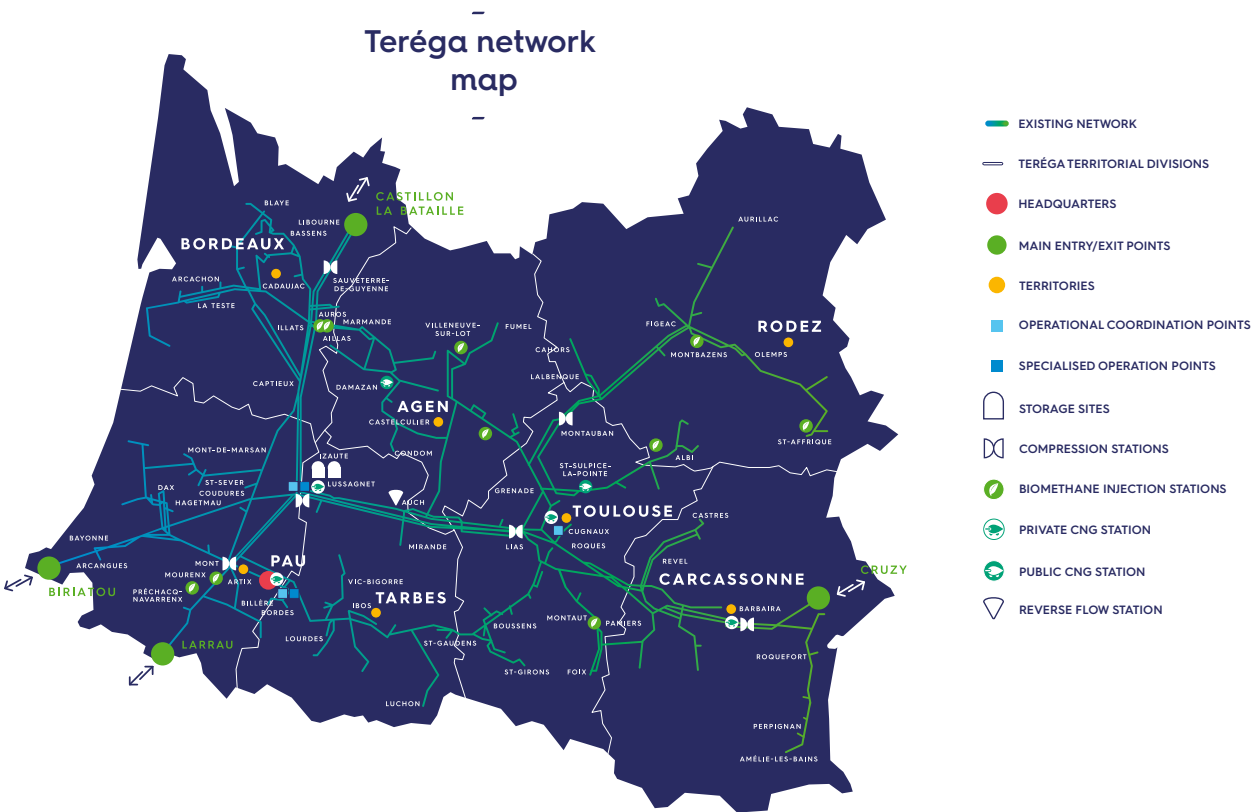 Teréga network
map
BLAYE
LIBOURNE
BASSENS
CASTILLON
LA BATAILLE
BORDEAUX
CADAUJAC
ARCACHON
LA TESTE
SAUVETERRE-
DE-GUYENNE
AUROS
ILLATS
MARMANDE
AILLAS
VILLENEUVE-
SUR-LOT
FUMEL
CAPTIEUX
DAMAZAN
AGEN
CASTELCULIER
CONDOM
CAHORS
LALBENQUE
MONTAUBAN
AURILLAC
FIGEAC
MONTBAZENS
RODEZ
OLEMPS
ST-AFFRIQUE
ALBI
ST-SULPICE-
LA-POINTE
GRENADE
MONT-DE-MARSAN
IZAUTE
LUSSAGNET
ST-SEVER
COUDURES
HAGETMAU
DAX
AUCH
MIRANDE
LIAS
TOULOUSE
CUGNAUX
ROQUES
CASTRES
REVEL
BAYONNE
ARCANGUES
BIRIATOU
MONT
MOURENX
ARTIX
PRÉCHACQ-
NAVARRENX
PAU
BILLÈRE
BORDES
LARRAU
VIC-BIGORRE
IBOS
TARBES
LOURDES
LUCHON
ST-GAUDENS
BOUSSENS
ST-GIRONS
MONTAUT
PAMIERS
FOIX
CARCASSONNE
BARBAIRA
CRUZY
ROQUEFORT
PERPIGNAN
AMÉLIE-LES-BAINS
EXISTING NETWORK
TERÉGA TERRITORIAL DIVISIONS
HEADQUARTERS
MAIN ENTRY/EXIT POINTS
TERRITORIES
OPERATIONAL COORDINATION POINTS
SPECIALISED OPERATION POINTS
STORAGE SITES
COMPRESSION STATIONS
BIOMETHANE INJECTION STATIONS
PRIVATE CNG STATION
PUBLIC CNG STATION
REVERSE FLOW STATION